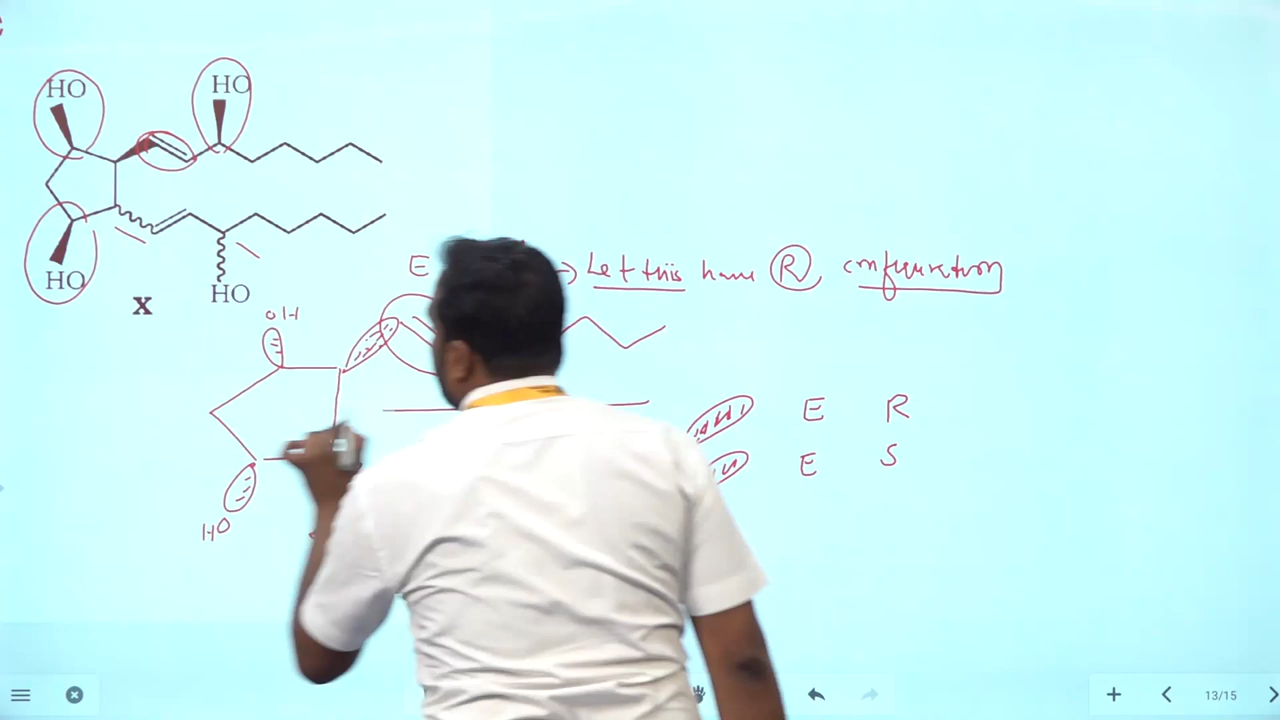 HO
HO
HO
HO
X
E
→ Let this have R configuration
OH
E R
E S
HO
13/15